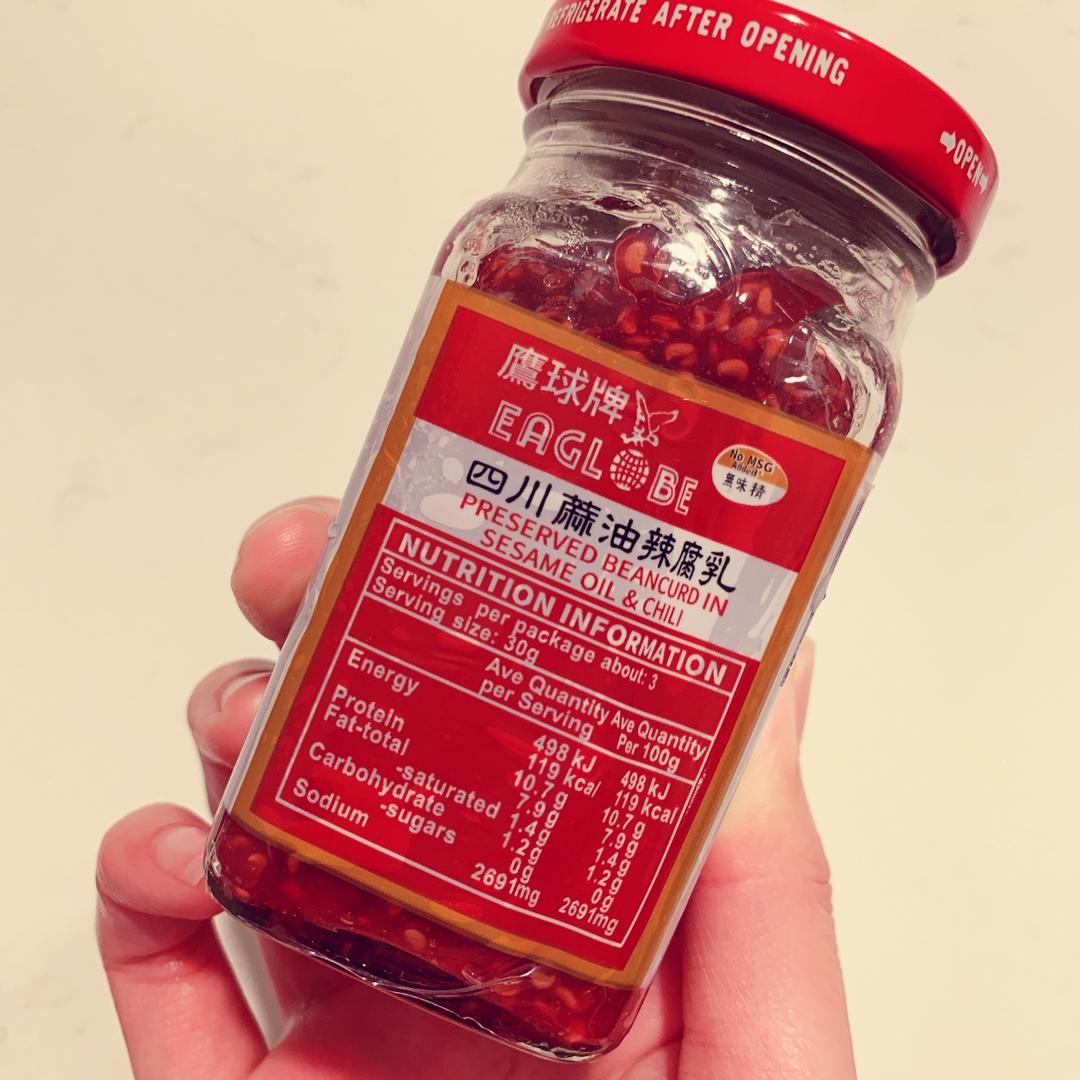 REFRIGERATE AFTER OPENING
OPEN
鷹球牌
EAGLOBE
No MSG
Added!
無味精
四川蔴油辣腐乳
PRESERVED BEANCURD IN
SESAME OIL & CHILI
NUTRITION INFORMATION
Servings per package about: 3
Serving size: 30g
Ave Quantity per Serving Ave Quantity Per 100g
Energy 498 kJ 498 kJ
119 kcal 119 kcal
Protein 10.7g 10.7g
Fat-total 7.9g 7.9g
-saturated 1.4g 1.4g
Carbohydrate 1.2g 1.2g
-sugars 0g 0g
Sodium 2691mg 2691mg